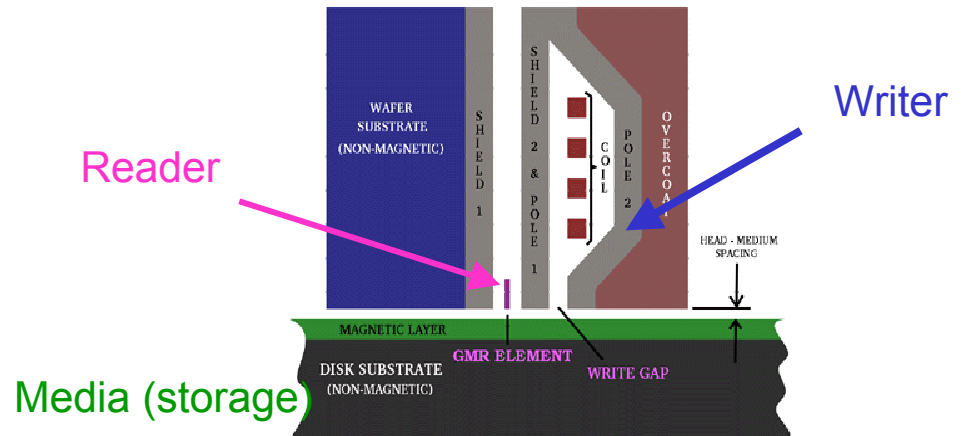 WAFER
SUBSTRATE
(NON-MAGNETIC)
SHIELD 1
SHIELD 2 & POLE 1
COIL
POLE 2
OVERCOAT
Writer
Reader
HEAD - MEDIUM
SPACING
MAGNETIC LAYER
GMR ELEMENT
DISK SUBSTRATE
(NON-MAGNETIC)
WRITE GAP
Media (storage)